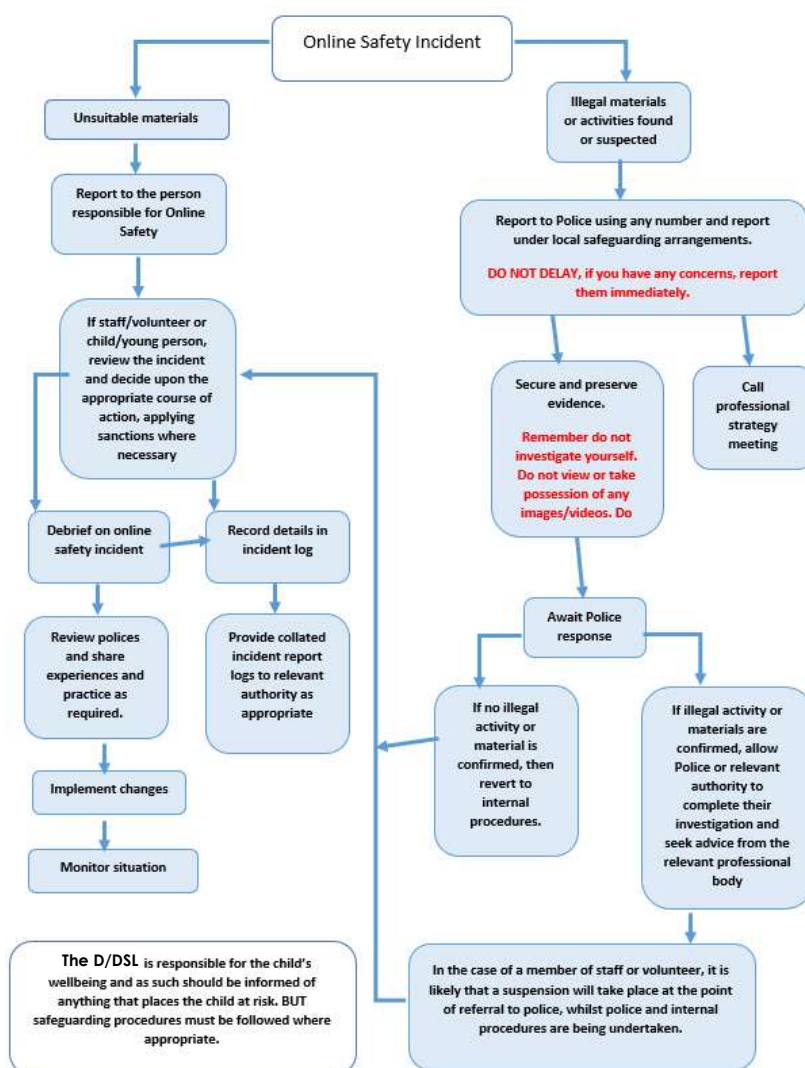 Online Safety Incident
Unsuitable materials
Report to the person
responsible for Online
Safety
If staff/volunteer or
child/young person,
review the incident
and decide upon the
appropriate course of
action, applying
sanctions where
necessary
Debrief on online
safety incident
Record details in
incident log
Review polices
and share
experiences and
practice as
required.
Provide collated
incident report
logs to relevant
authority as
appropriate
Implement changes
Monitor situation
Illegal materials
or activities found
or suspected
Report to Police using any number and report
under local safeguarding arrangements.
DO NOT DELAY, if you have any concerns, report
them immediately.
Secure and preserve
evidence.
Remember do not
investigate yourself.
Do not view or take
possession of any
images/videos. Do
Call
professional
strategy
meeting
Await Police
response
If no illegal
activity or
material is
confirmed, then
revert to
internal
procedures.
If illegal activity or
materials are
confirmed, allow
Police or relevant
authority to
complete their
investigation and
seek advice from the
relevant professional
body
In the case of a member of staff or volunteer, it is
likely that a suspension will take place at the point
of referral to police, whilst police and internal
procedures are being undertaken.
The D/DSL is responsible for the child's
wellbeing and as such should be informed of
anything that places the child at risk. BUT
safeguarding procedures must be followed where
appropriate.